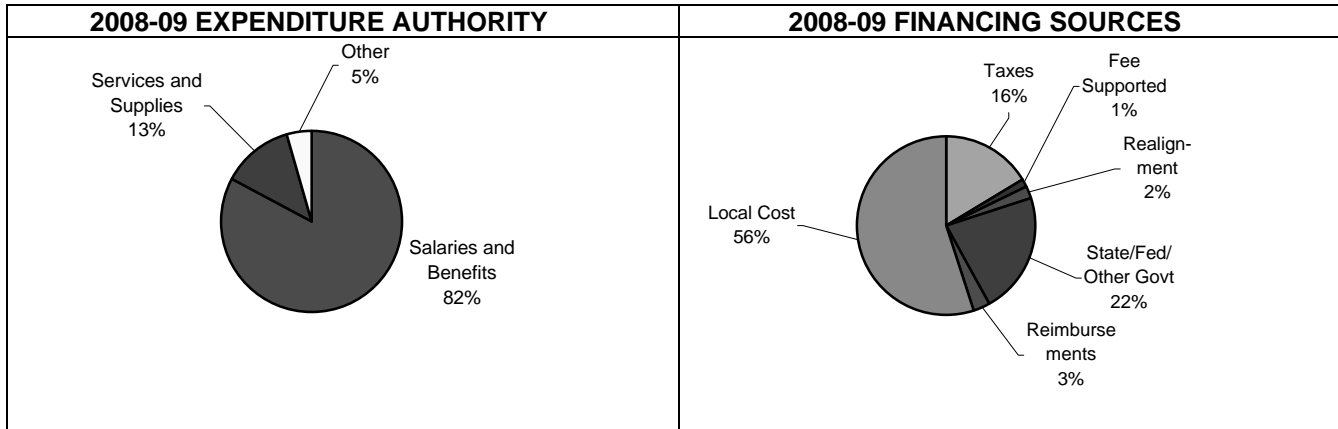 2008-09 EXPENDITURE AUTHORITY
Other
5%
Services and
Supplies
13%
Salaries and
Benefits
82%
2008-09 FINANCING SOURCES
Taxes
16%
Fee
Supported
1%
Realign-
ment
2%
Local Cost
56%
State/Fed/
Other Govt
22%
Reimburse
ments
3%